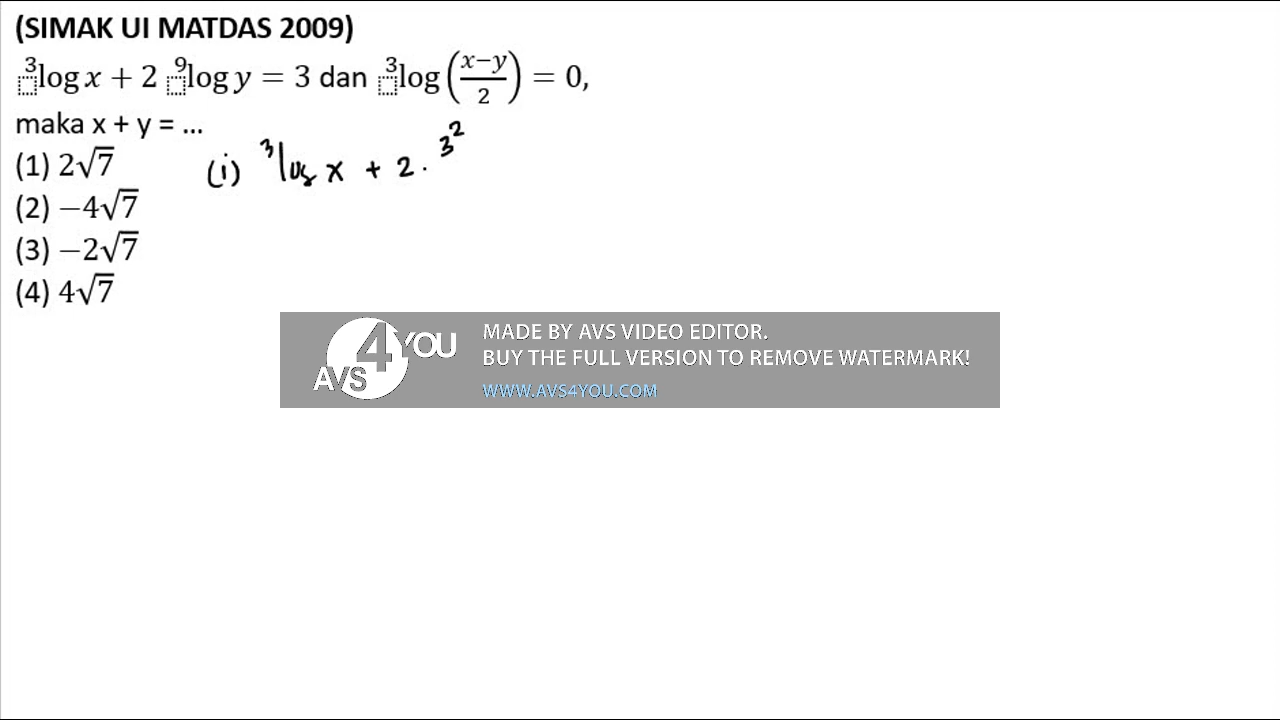 (SIMAK UI MATDAS 2009)
³log x + 2 ⁹log y = 3 dan ³log((x−y)/2) = 0,
maka x + y = ...
(1) 2√7
(i) ³log x + 2 . 3²
(2) −4√7
(3) −2√7
(4) 4√7
AVS4YOU
MADE BY AVS VIDEO EDITOR.
BUY THE FULL VERSION TO REMOVE WATERMARK!
WWW.AVS4YOU.COM